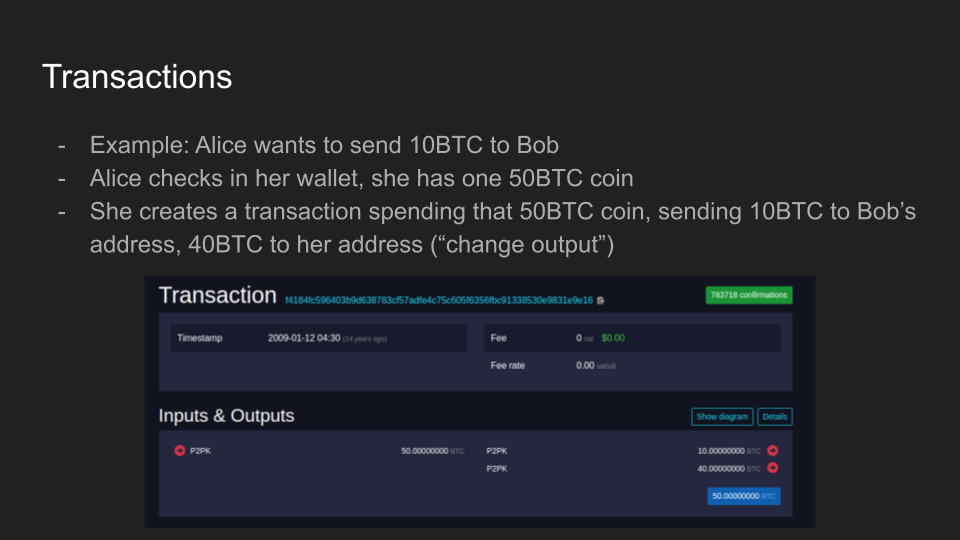 Transactions
- Example: Alice wants to send 10BTC to Bob
- Alice checks in her wallet, she has one 50BTC coin
- She creates a transaction spending that 50BTC coin, sending 10BTC to Bob’s
address, 40BTC to her address (“change output”)
Transaction f4184fc596403b9d638783cf57adfe4c75c605f6356fbc91338530e9831e9e16 783718 confirmations
Timestamp 2009-01-12 04:30 (14 years ago) Fee 0 sat $0.00
Fee rate 0.00 sat/vB
Inputs & Outputs Show diagram Details
P2PK 50.00000000 BTC P2PK 10.00000000 BTC
P2PK 40.00000000 BTC
50.00000000 BTC